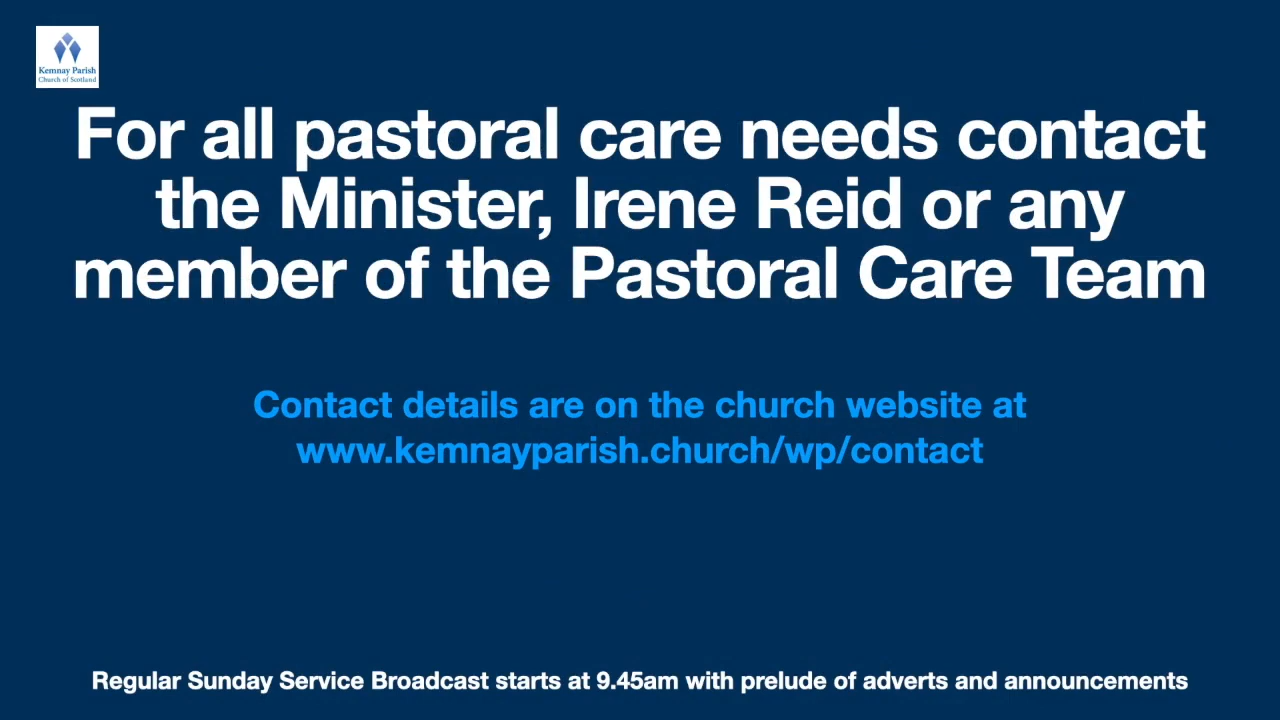 Kemnay Parish
Church of Scotland
For all pastoral care needs contact
the Minister, Irene Reid or any
member of the Pastoral Care Team
Contact details are on the church website at
www.kemnayparish.church/wp/contact
Regular Sunday Service Broadcast starts at 9.45am with prelude of adverts and announcements